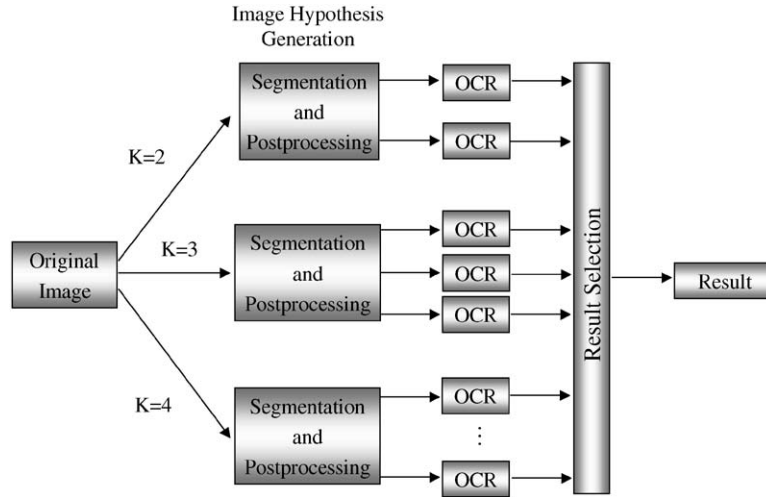 Image Hypothesis
Generation
Segmentation
and
Postprocessing
OCR
OCR
K=2
Original
Image
K=3
Segmentation
and
Postprocessing
OCR
OCR
OCR
Result Selection
Result
K=4
Segmentation
and
Postprocessing
OCR
⋮
OCR